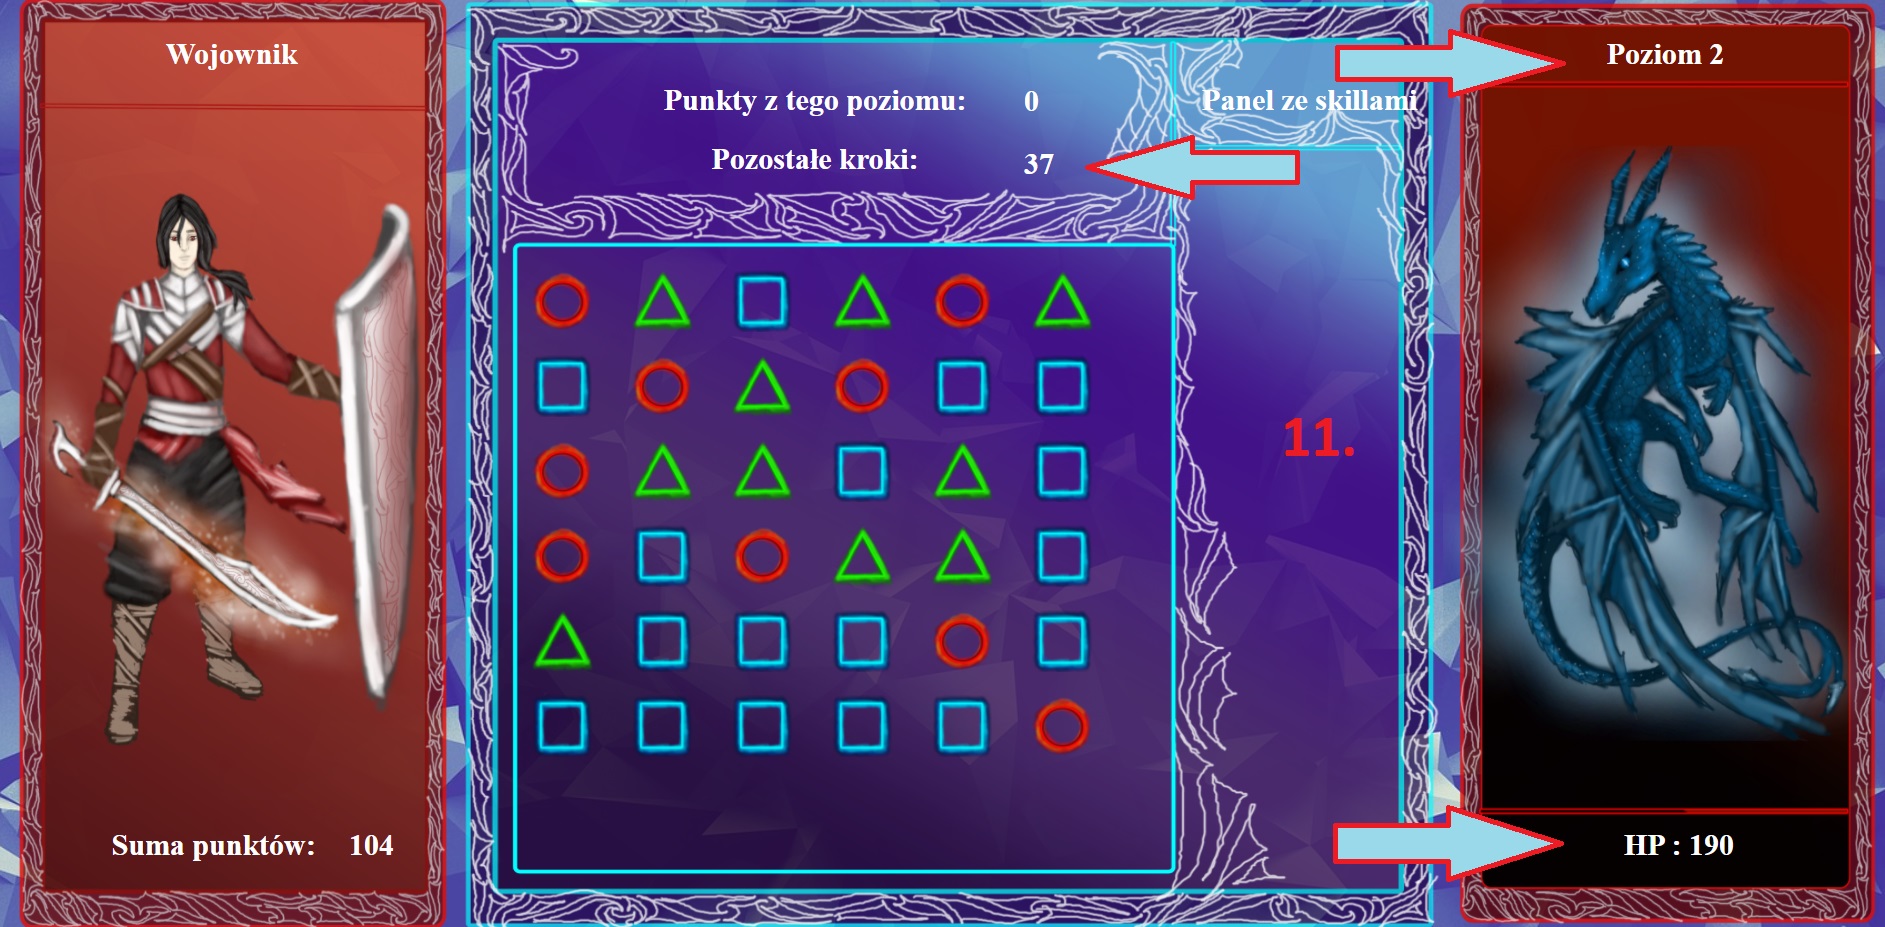 Wojownik
Suma punktów: 104
Punkty z tego poziomu: 0
Pozostałe kroki: 37
Panel ze skillami
11.
Poziom 2
HP : 190